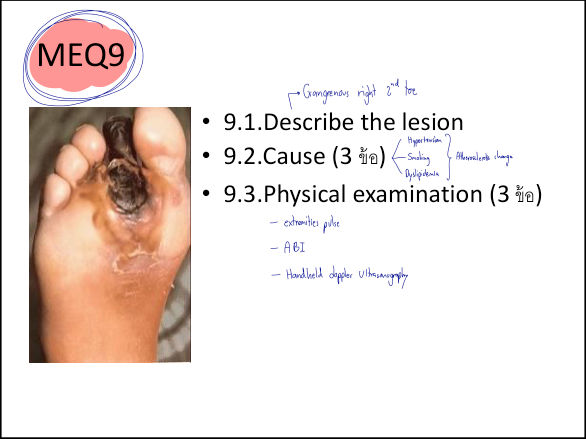 MEQ9
Gangrenous right 2nd toe
• 9.1.Describe the lesion
• 9.2.Cause (3 ข้อ)
Hypertension
Smoking
Dyslipidemia
Atherosclerotic change
• 9.3.Physical examination (3 ข้อ)
- extremities pulse
- ABI
- Handheld doppler ultrasonography